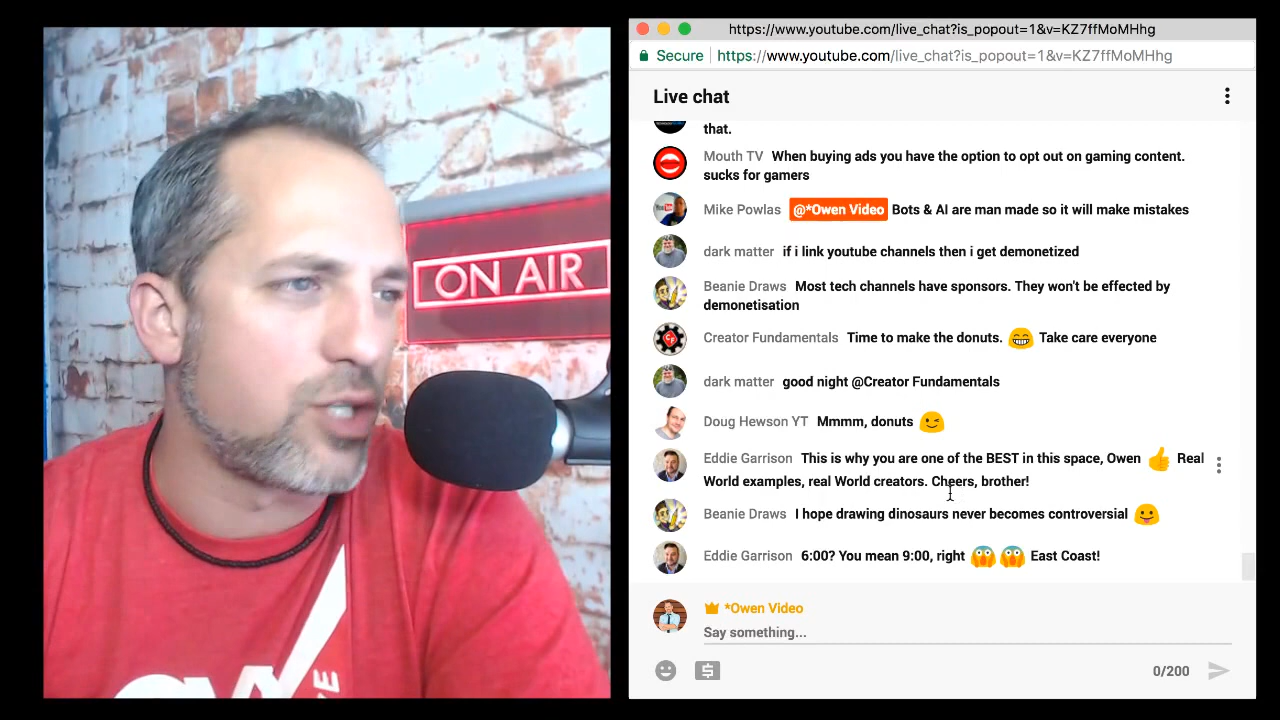 ON AIR
https://www.youtube.com/live_chat?is_popout=1&v=KZ7ffMoMHhg
Secure https://www.youtube.com/live_chat?is_popout=1&v=KZ7ffMoMHhg
Live chat
that.
Mouth TV When buying ads you have the option to opt out on gaming content.
sucks for gamers
Mike Powlas @*Owen Video Bots & AI are man made so it will make mistakes
dark matter if i link youtube channels then i get demonetized
Beanie Draws Most tech channels have sponsors. They won't be effected by
demonetisation
Creator Fundamentals Time to make the donuts. 😁 Take care everyone
dark matter good night @Creator Fundamentals
Doug Hewson YT Mmmm, donuts 😉
Eddie Garrison This is why you are one of the BEST in this space, Owen 👍 Real
World examples, real World creators. Cheers, brother!
Beanie Draws I hope drawing dinosaurs never becomes controversial 😛
Eddie Garrison 6:00? You mean 9:00, right 😱 😱 East Coast!
*Owen Video
Say something...
0/200